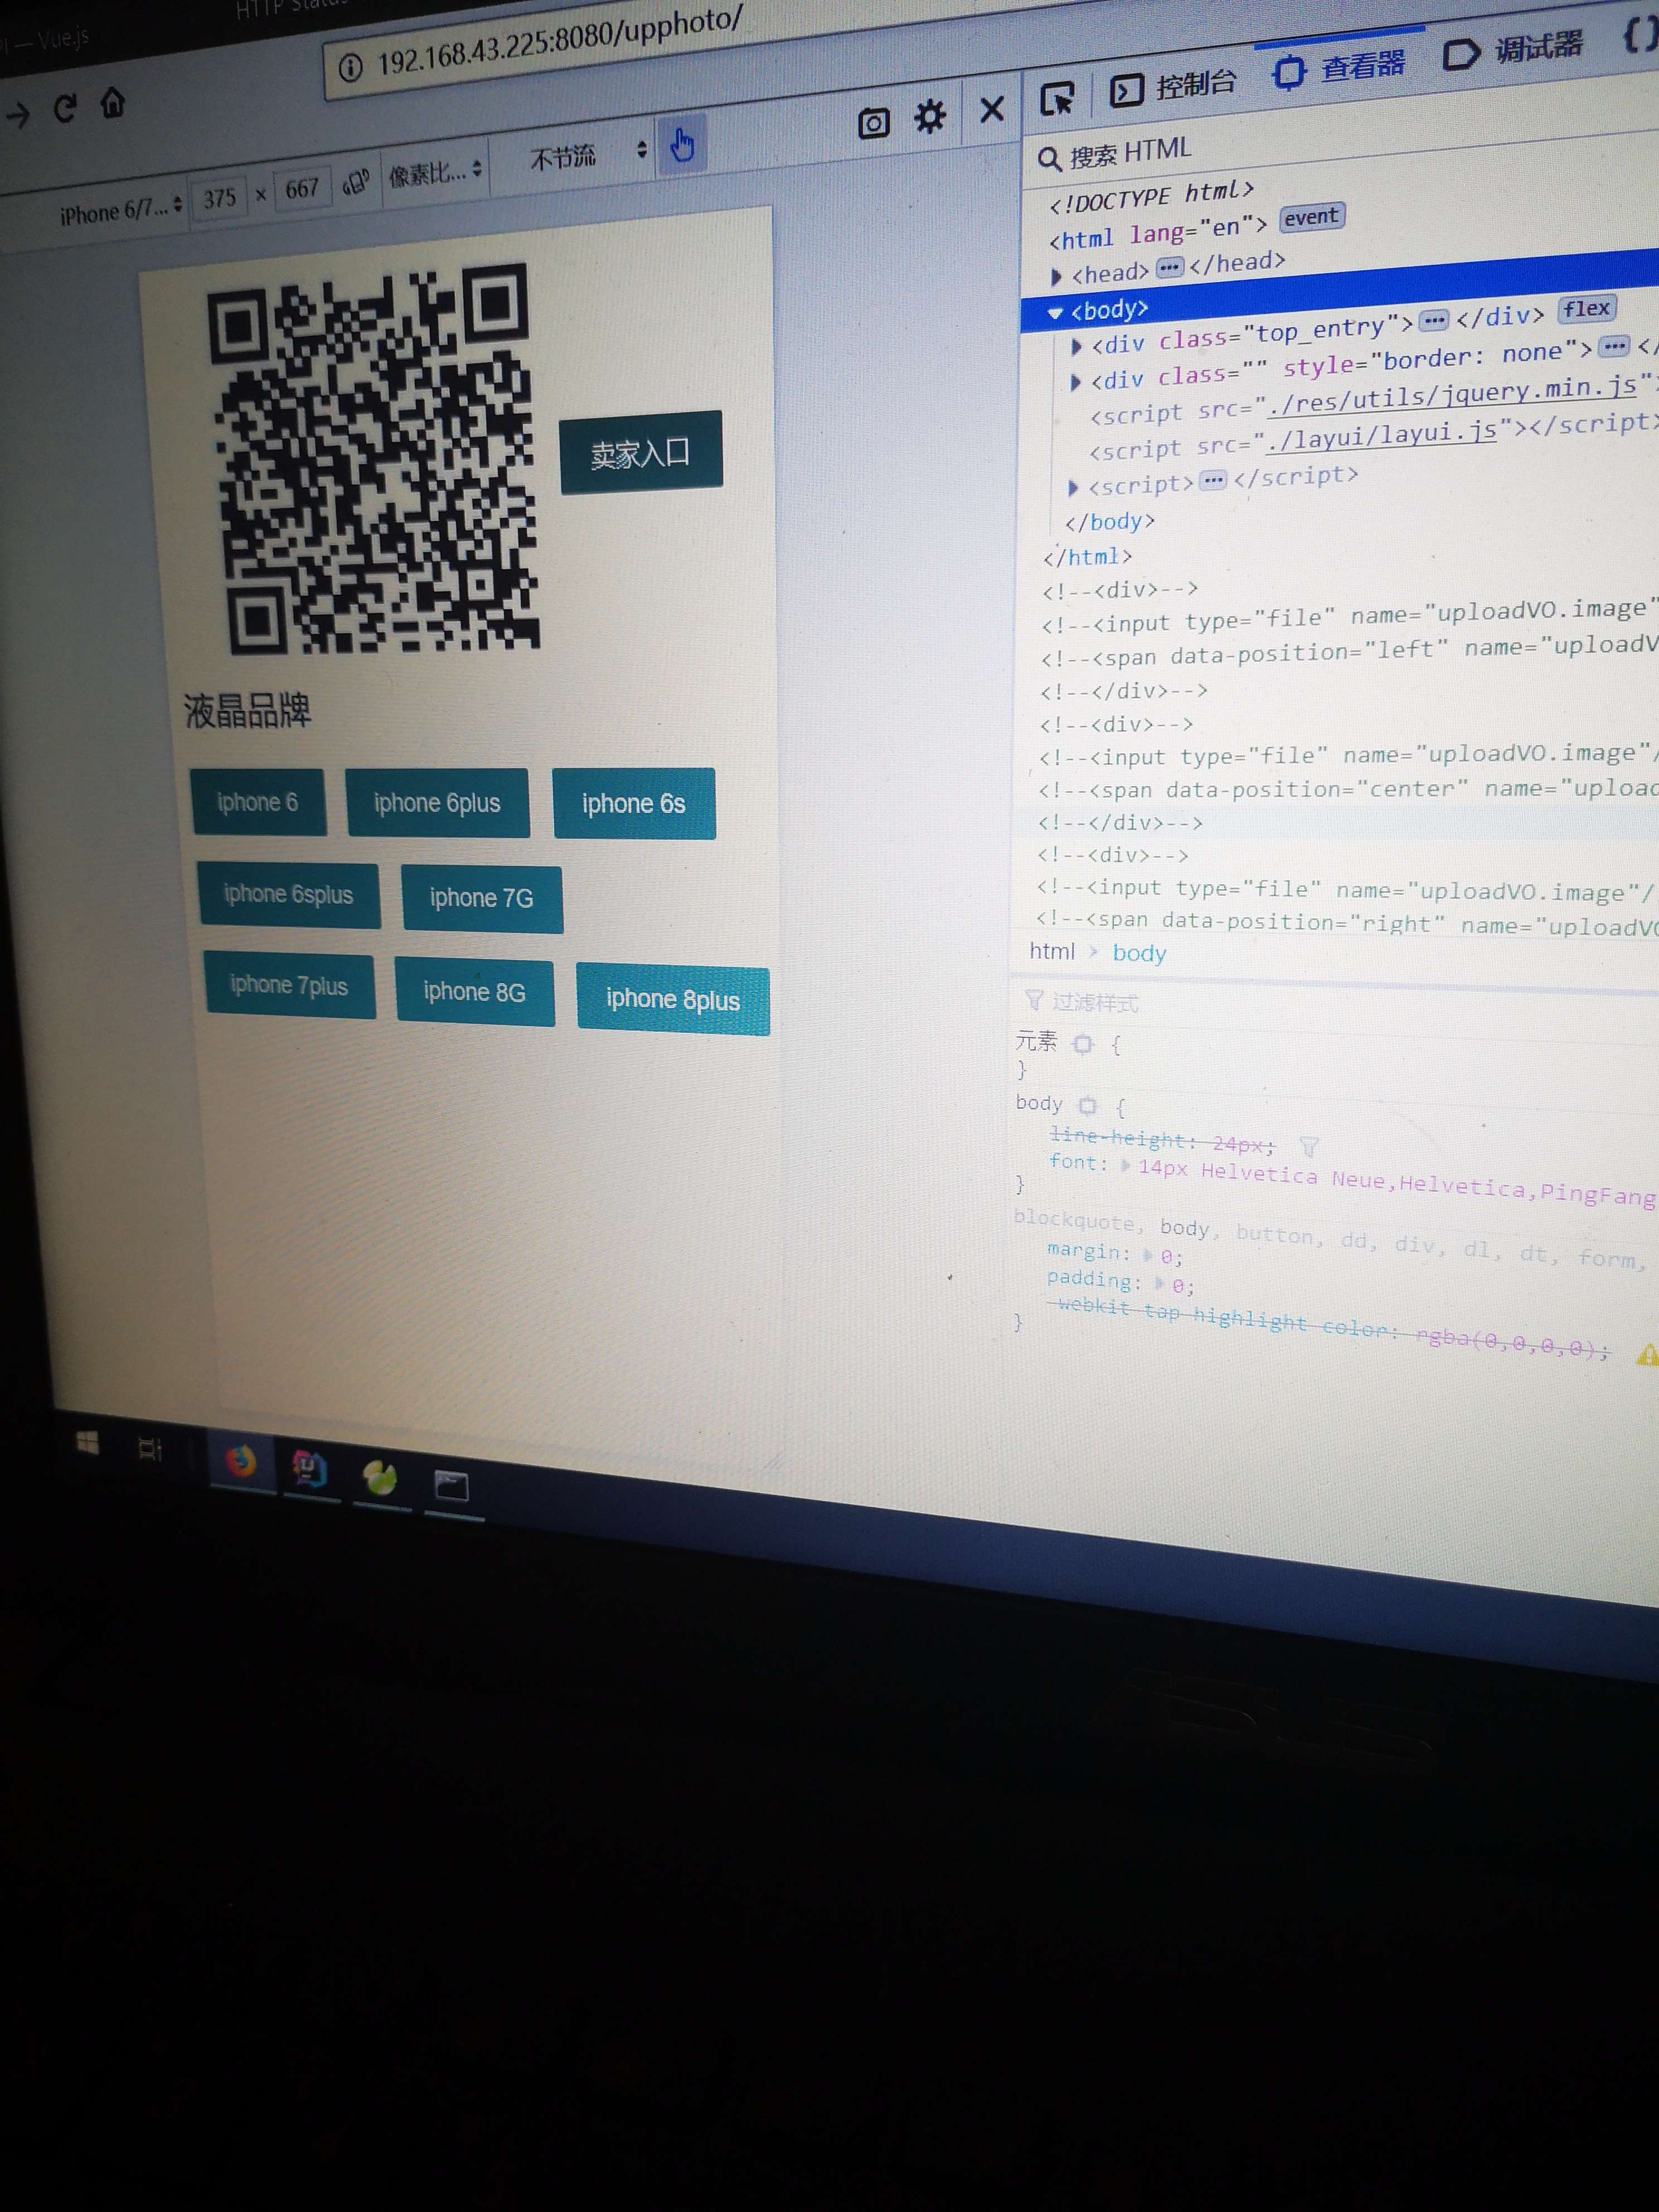 Vue.js
192.168.43.225:8080/upphoto/
iPhone 6/7... 375 × 667 像素比... 不节流
卖家入口
液晶品牌
iphone 6 iphone 6plus iphone 6s
iphone 6splus iphone 7G
iphone 7plus iphone 8G iphone 8plus
控制台 查看器 调试器 {}
搜索 HTML
<!DOCTYPE html>
<html lang="en"> event
<head> ••• </head>
<body>
<div class="top_entry"> ••• </div> flex
<div class="" style="border: none"> ••• </
<script src="./res/utils/jquery.min.js"
<script src="./layui/layui.js"></script>
<script> ••• </script>
</body>
</html>
<!--<div>-->
<!--<input type="file" name="uploadVO.image"
<!--<span data-position="left" name="uploadV
<!--</div>-->
<!--<div>-->
<!--<input type="file" name="uploadVO.image"/
<!--<span data-position="center" name="upload
<!--</div>-->
<!--<div>-->
<!--<input type="file" name="uploadVO.image"/
<!--<span data-position="right" name="uploadVO
html > body
过滤样式
元素 {
}
body {
line-height: 24px;
font: 14px Helvetica Neue,Helvetica,PingFang
}
blockquote, body, button, dd, div, dl, dt, form,
margin: 0;
padding: 0;
-webkit-tap-highlight-color: rgba(0,0,0,0);
}